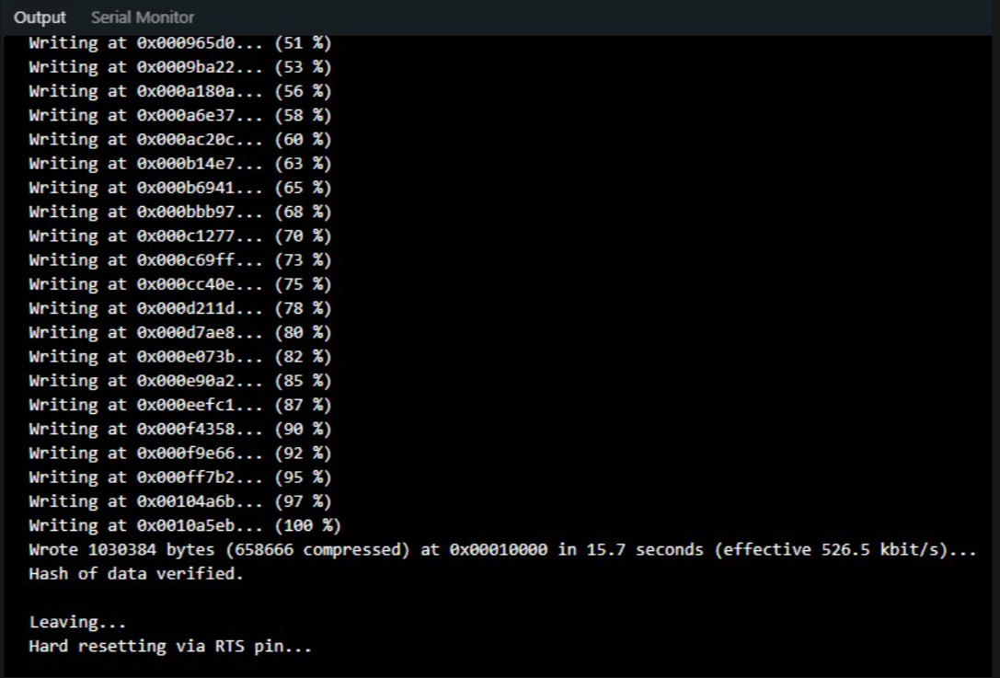 Output Serial Monitor
Writing at 0x000965d0... (51 %)
Writing at 0x0009ba22... (53 %)
Writing at 0x000a180a... (56 %)
Writing at 0x000a6e37... (58 %)
Writing at 0x000ac20c... (60 %)
Writing at 0x000b14e7... (63 %)
Writing at 0x000b6941... (65 %)
Writing at 0x000bbb97... (68 %)
Writing at 0x000c1277... (70 %)
Writing at 0x000c69ff... (73 %)
Writing at 0x000cc40e... (75 %)
Writing at 0x000d211d... (78 %)
Writing at 0x000d7ae8... (80 %)
Writing at 0x000e073b... (82 %)
Writing at 0x000e90a2... (85 %)
Writing at 0x000eefc1... (87 %)
Writing at 0x000f4358... (90 %)
Writing at 0x000f9e66... (92 %)
Writing at 0x000ff7b2... (95 %)
Writing at 0x00104a6b... (97 %)
Writing at 0x0010a5eb... (100 %)
Wrote 1030384 bytes (658666 compressed) at 0x00010000 in 15.7 seconds (effective 526.5 kbit/s)...
Hash of data verified.
Leaving...
Hard resetting via RTS pin...